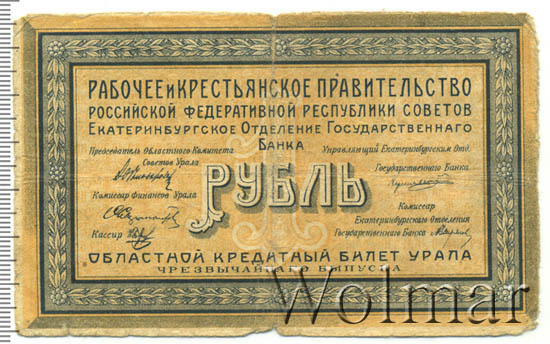 РАБОЧЕЕ И КРЕСТЬЯНСКОЕ ПРАВИТЕЛЬСТВО
РОССИЙСКОЙ ФЕДЕРАТИВНОЙ РЕСПУБЛИКИ СОВЕТОВ
ЕКАТЕРИНБУРГСКОЕ ОТДЕЛЕНИЕ ГОСУДАРСТВЕННАГО
БАНКА
Председатель Областного Комитета
Советов Урала
Управляющий Екатеринбургским Отд.
Государственного Банка
Комиссар Финансов Урала
РУБЛЬ
Комиссар
Екатеринбургского Отделения
Государственного Банка
Кассир
ОБЛАСТНОЙ КРЕДИТНЫЙ БИЛЕТ УРАЛА
ЧРЕЗВЫЧАЙНАГО ВЫПУСКА
Wolmar